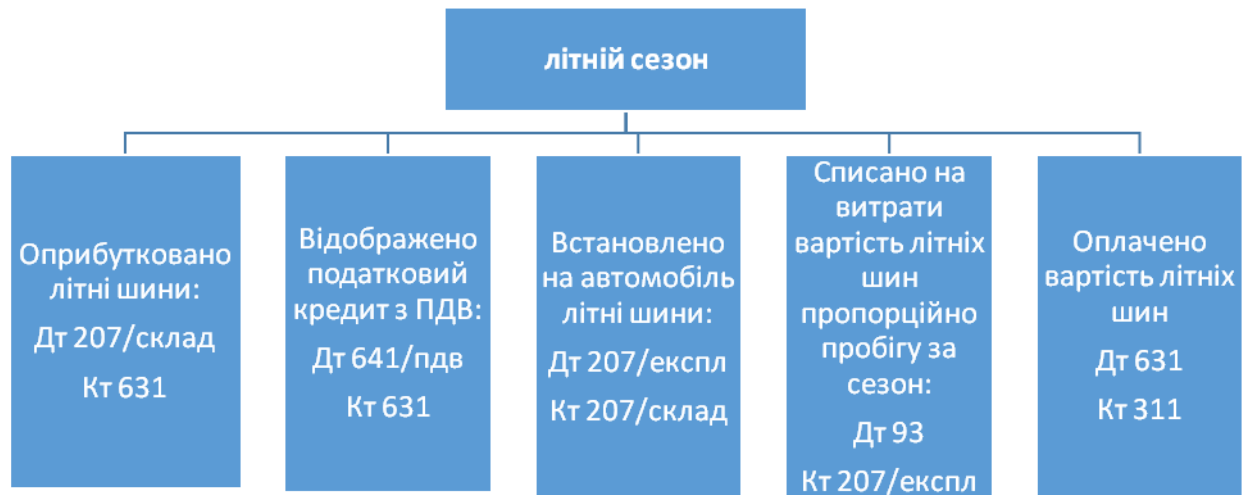 літній сезон
Оприбутковано
літні шини:
Дт 207/склад
Кт 631
Відображено
податковий
кредит з ПДВ:
Дт 641/пдв
Кт 631
Встановлено
на автомобіль
літні шини:
Дт 207/експл
Кт 207/склад
Списано на
витрати
вартість літніх
шин
пропорційно
пробігу за
сезон:
Дт 93
Кт 207/експл
Оплачено
вартість літніх
шин
Дт 631
Кт 311